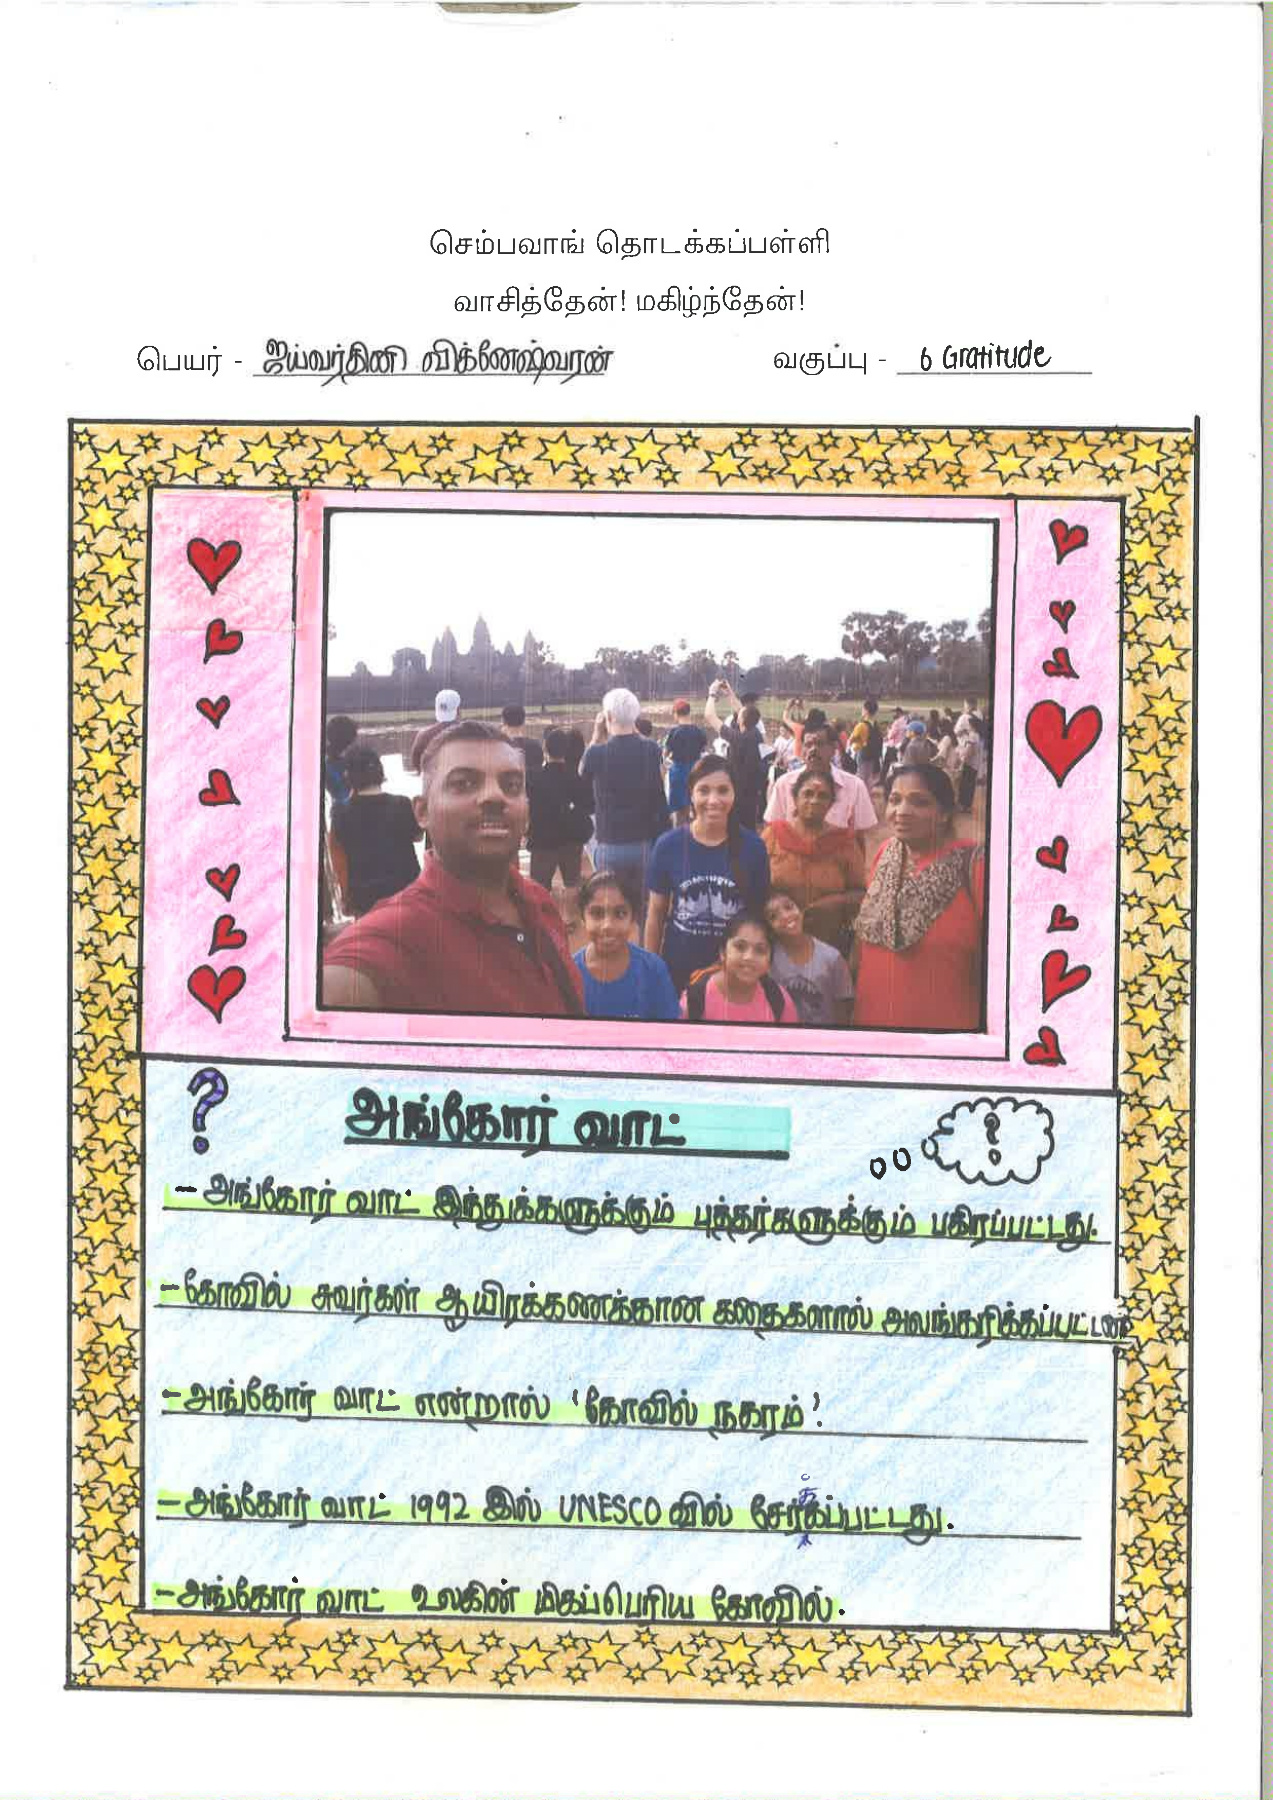 செம்பவாங் தொடக்கப்பள்ளி
வாசித்தேன்! மகிழ்ந்தேன்!
பெயர் - ஐய்வர்தினி விக்னேஷ்வரன் வகுப்பு - 6 Gratitude
? அங்கோர் வாட் ?
- அங்கோர் வாட் இந்துக்களுக்கும் புத்தர்களுக்கும் பகிரப்பட்டது.
- கோவில் சுவர்கள் ஆயிரக்கணக்கான கதைகளால் அலங்கரிக்கப்பட்டன
- அங்கோர் வாட் என்றால் 'கோவில் நகரம்'.
- அங்கோர் வாட் 1992 இல் UNESCO வில் சேர்க்கப்பட்டது.
- அங்கோர் வாட் உலகின் மிகப்பெரிய கோவில்.